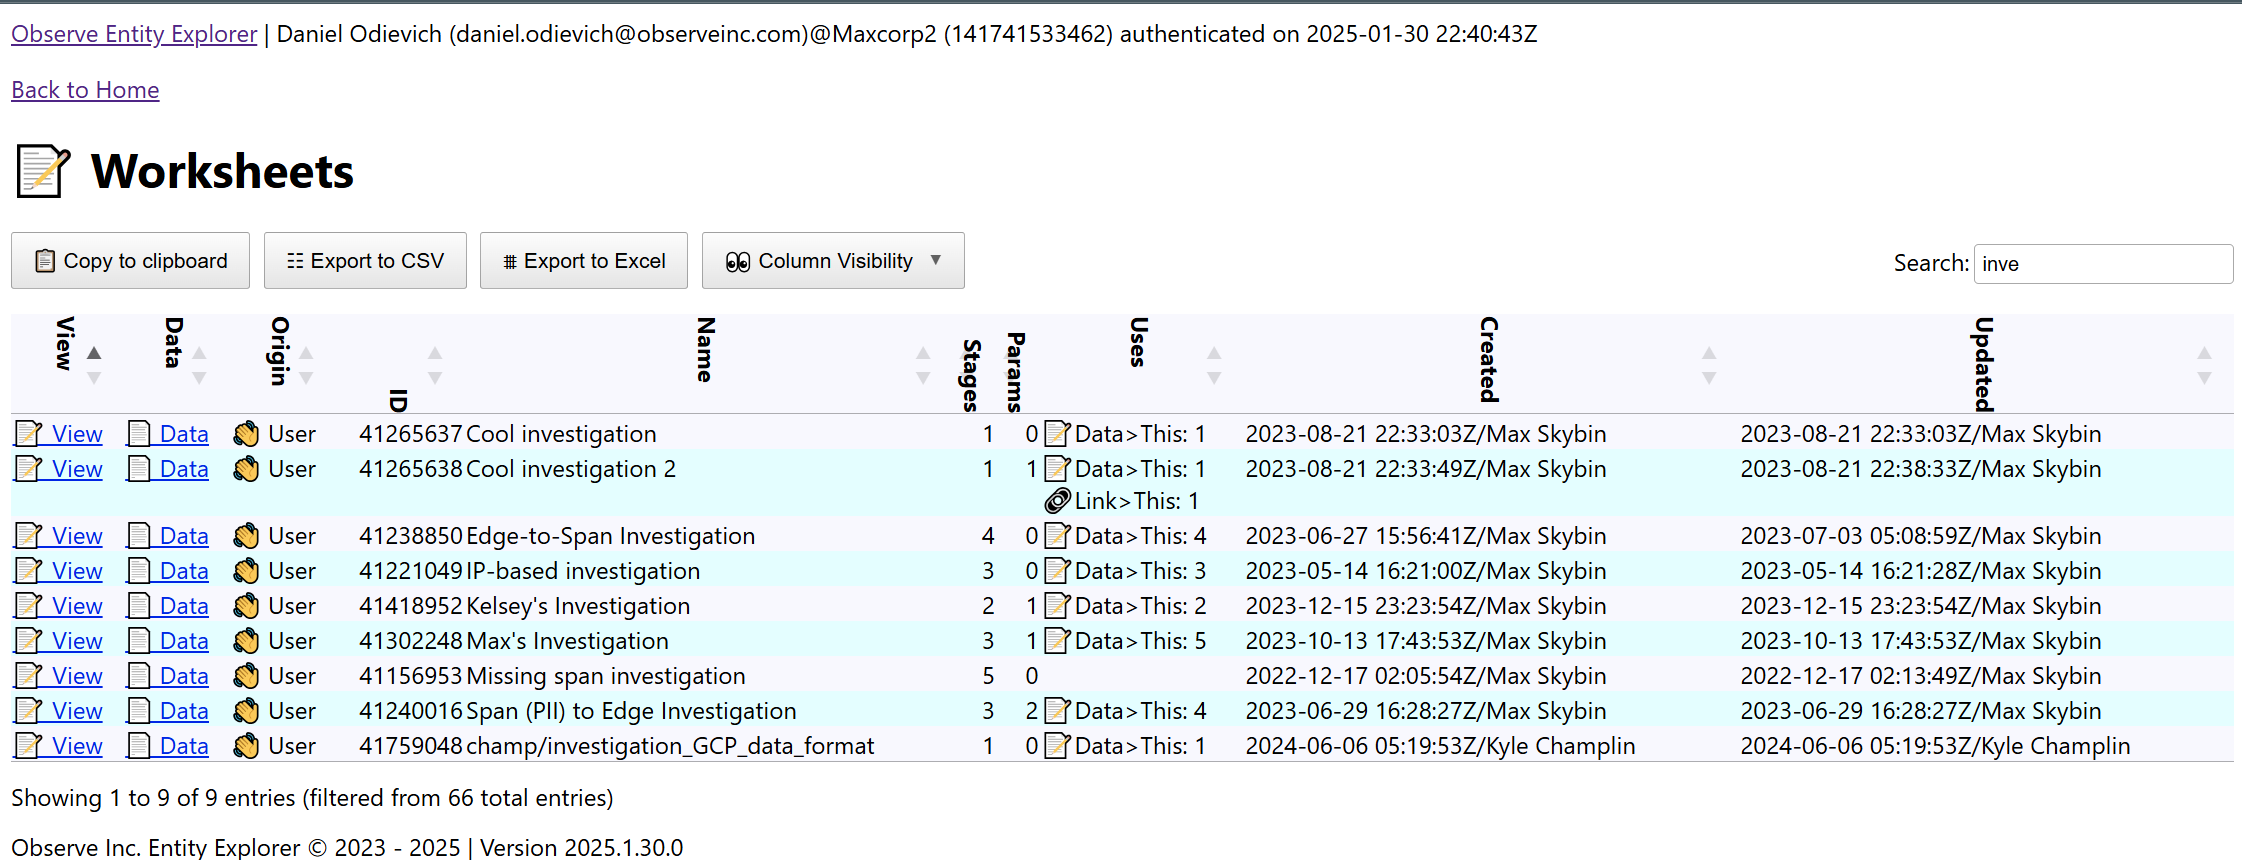 Observe Entity Explorer | Daniel Odievich (daniel.odievich@observeinc.com)@Maxcorp2 (141741533462) authenticated on 2025-01-30 22:40:43Z
Back to Home
Worksheets
Copy to clipboard Export to CSV Export to Excel Column Visibility ▼ Search: inve
View Data Origin ID Name Stages Params Uses Created Updated
View Data User 41265637 Cool investigation 1 0 Data>This: 1 2023-08-21 22:33:03Z/Max Skybin 2023-08-21 22:33:03Z/Max Skybin
View Data User 41265638 Cool investigation 2 1 1 Data>This: 1 2023-08-21 22:33:49Z/Max Skybin 2023-08-21 22:38:33Z/Max Skybin
Link>This: 1
View Data User 41238850 Edge-to-Span Investigation 4 0 Data>This: 4 2023-06-27 15:56:41Z/Max Skybin 2023-07-03 05:08:59Z/Max Skybin
View Data User 41221049 IP-based investigation 3 0 Data>This: 3 2023-05-14 16:21:00Z/Max Skybin 2023-05-14 16:21:28Z/Max Skybin
View Data User 41418952 Kelsey's Investigation 2 1 Data>This: 2 2023-12-15 23:23:54Z/Max Skybin 2023-12-15 23:23:54Z/Max Skybin
View Data User 41302248 Max's Investigation 3 1 Data>This: 5 2023-10-13 17:43:53Z/Max Skybin 2023-10-13 17:43:53Z/Max Skybin
View Data User 41156953 Missing span investigation 5 0 2022-12-17 02:05:54Z/Max Skybin 2022-12-17 02:13:49Z/Max Skybin
View Data User 41240016 Span (PII) to Edge Investigation 3 2 Data>This: 4 2023-06-29 16:28:27Z/Max Skybin 2023-06-29 16:28:27Z/Max Skybin
View Data User 41759048 champ/investigation_GCP_data_format 1 0 Data>This: 1 2024-06-06 05:19:53Z/Kyle Champlin 2024-06-06 05:19:53Z/Kyle Champlin
Showing 1 to 9 of 9 entries (filtered from 66 total entries)
Observe Inc. Entity Explorer © 2023 - 2025 | Version 2025.1.30.0